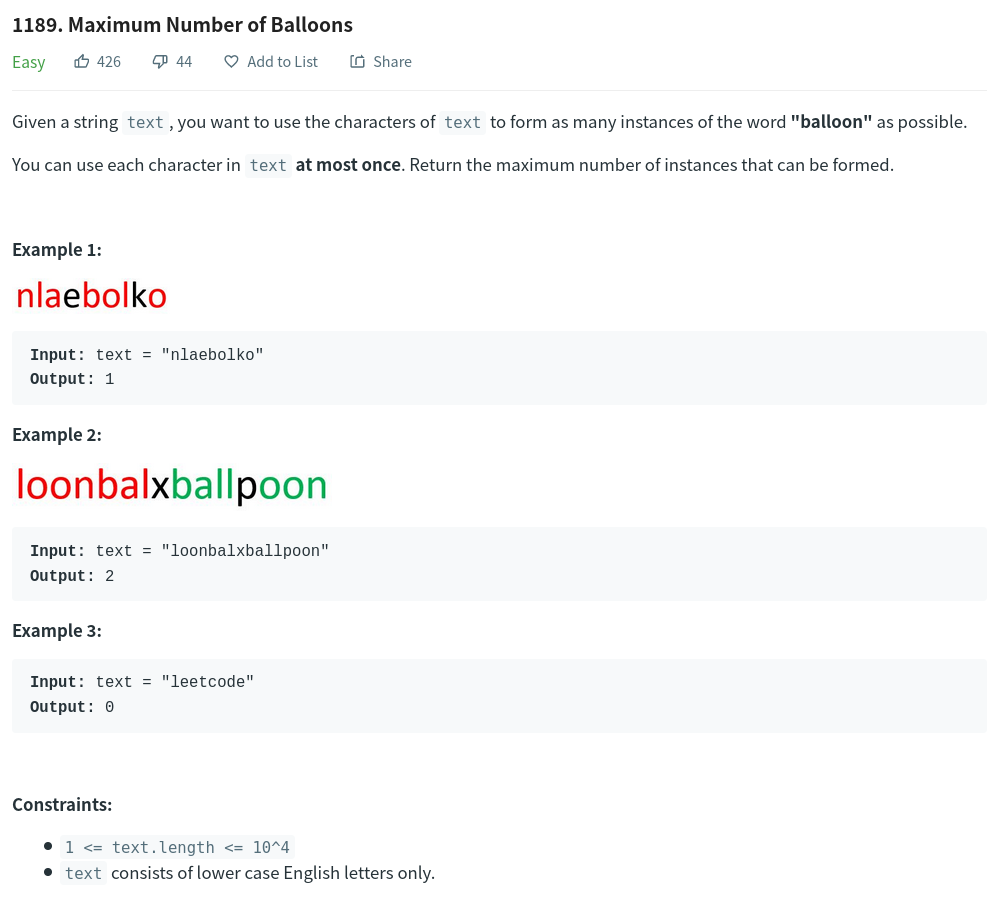 1189. Maximum Number of Balloons
Easy 426 44 Add to List Share
Given a string text, you want to use the characters of text to form as many instances of the word "balloon" as possible.
You can use each character in text at most once. Return the maximum number of instances that can be formed.
Example 1:
nlaebolko
Input: text = "nlaebolko"
Output: 1
Example 2:
loonbalxballpoon
Input: text = "loonbalxballpoon"
Output: 2
Example 3:
Input: text = "leetcode"
Output: 0
Constraints:
1 <= text.length <= 10^4
text consists of lower case English letters only.